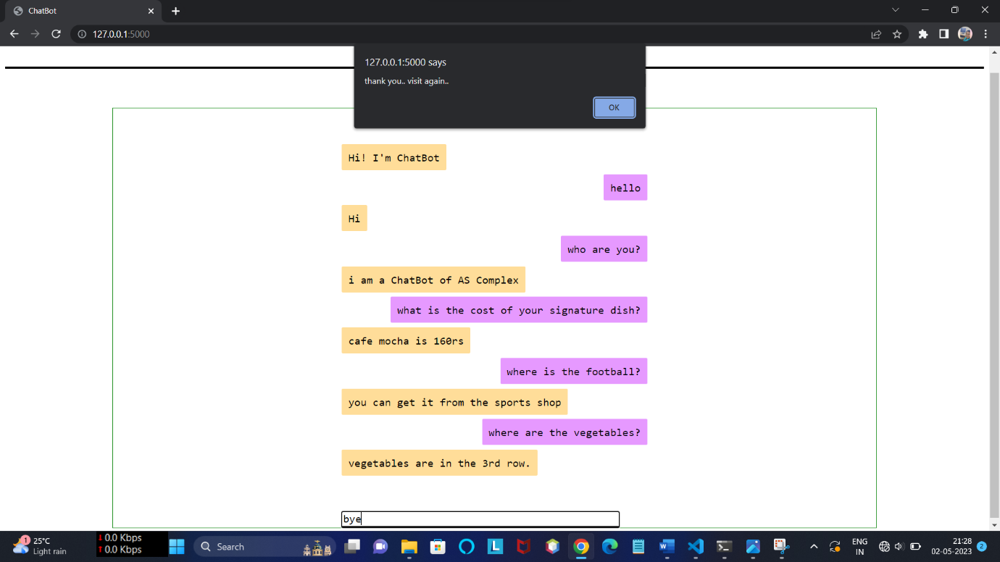 ChatBot
127.0.0.1:5000
127.0.0.1:5000 says
thank you.. visit again..
OK
Hi! I'm ChatBot
hello
Hi
who are you?
i am a ChatBot of AS Complex
what is the cost of your signature dish?
cafe mocha is 160rs
where is the football?
you can get it from the sports shop
where are the vegetables?
vegetables are in the 3rd row.
bye
1
25°C
Light rain
0.0 Kbps
0.0 Kbps
Search
L
W
ENG
IN
21:28
02-05-2023
2